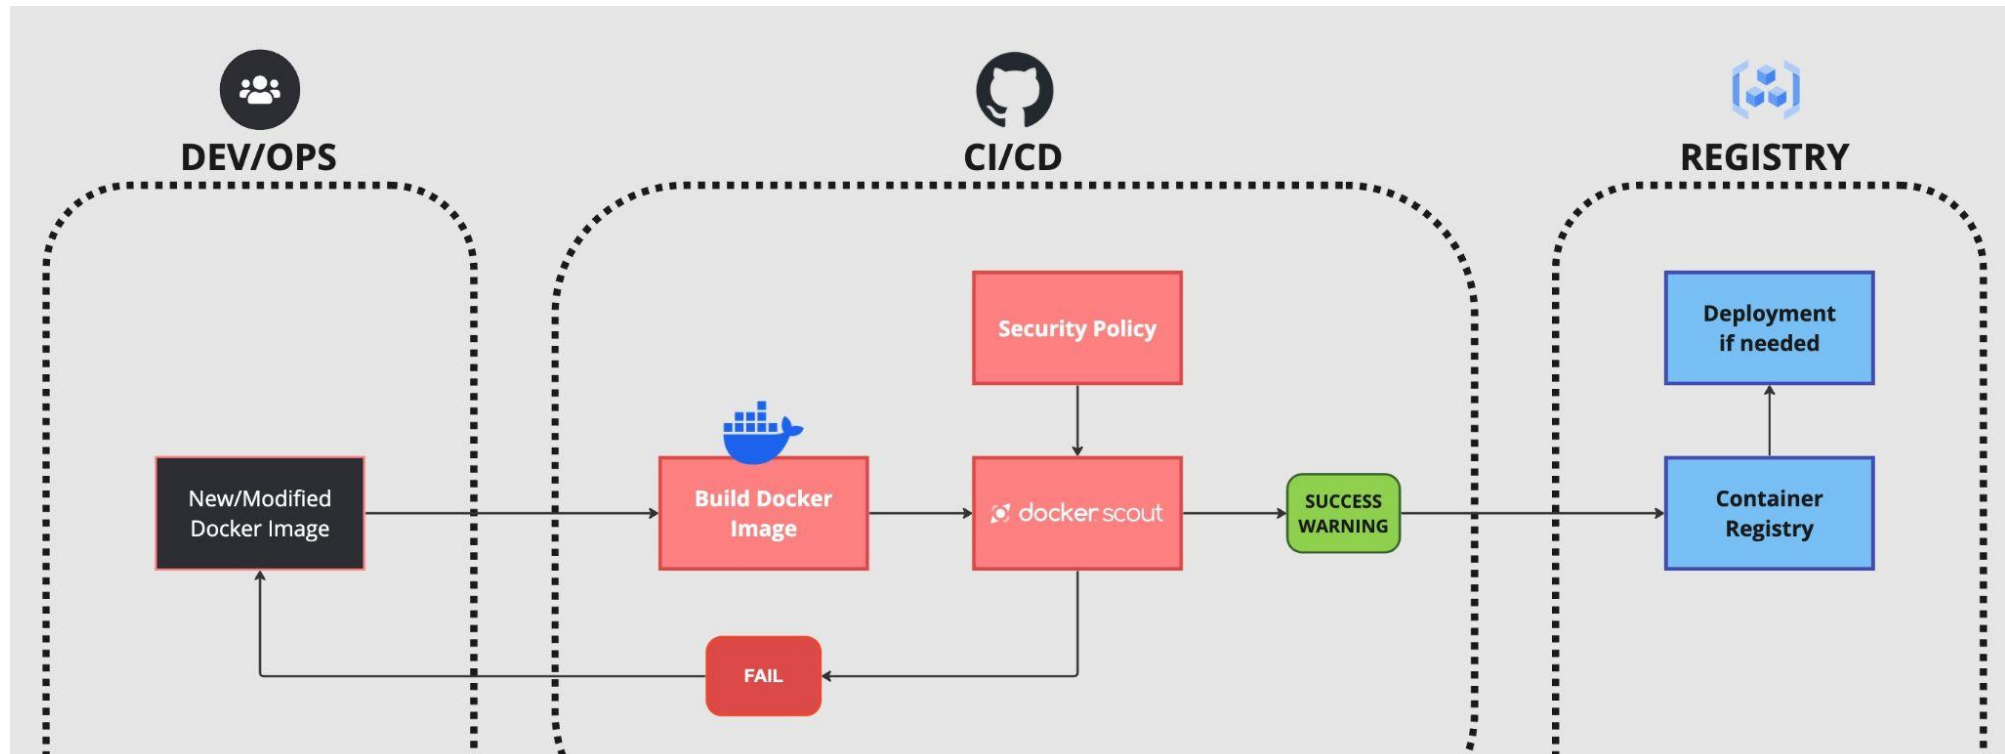 DEV/OPS
CI/CD
REGISTRY
Security Policy
Deployment
if needed
New/Modified
Docker Image
Build Docker
Image
docker scout
SUCCESS
WARNING
Container
Registry
FAIL